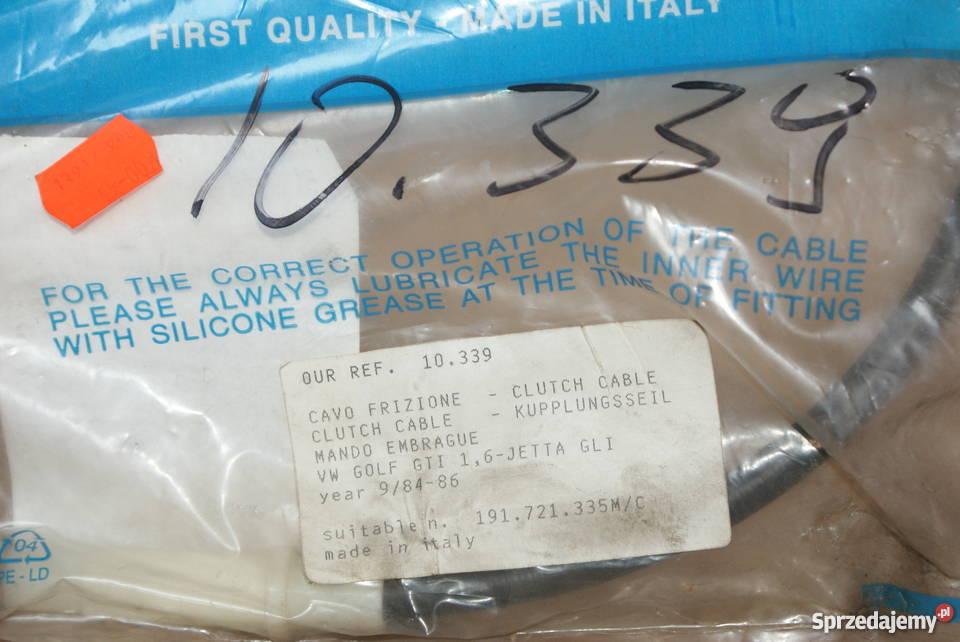 FIRST QUALITY - MADE IN ITALY
10.339
FOR THE CORRECT OPERATION OF THE CABLE
PLEASE ALWAYS LUBRICATE THE INNER WIRE
WITH SILICONE GREASE AT THE TIME OF FITTING
OUR REF. 10.339
CAVO FRIZIONE - CLUTCH CABLE
CLUTCH CABLE - KUPPLUNGSSEIL
MANDO EMBRAGUE
VW GOLF GTI 1,6-JETTA GLI
year 9/84-86
suitable n. 191.721.335M/C
made in italy
04
PE-LD
Sprzedajemy.pl